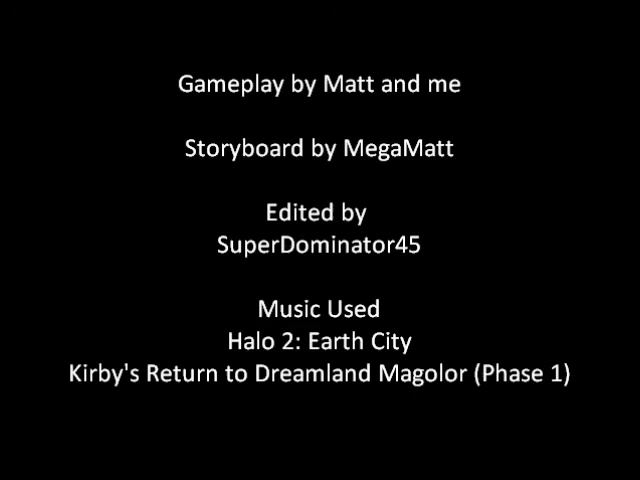 Gameplay by Matt and me
Storyboard by MegaMatt
Edited by
SuperDominator45
Music Used
Halo 2: Earth City
Kirby's Return to Dreamland Magolor (Phase 1)